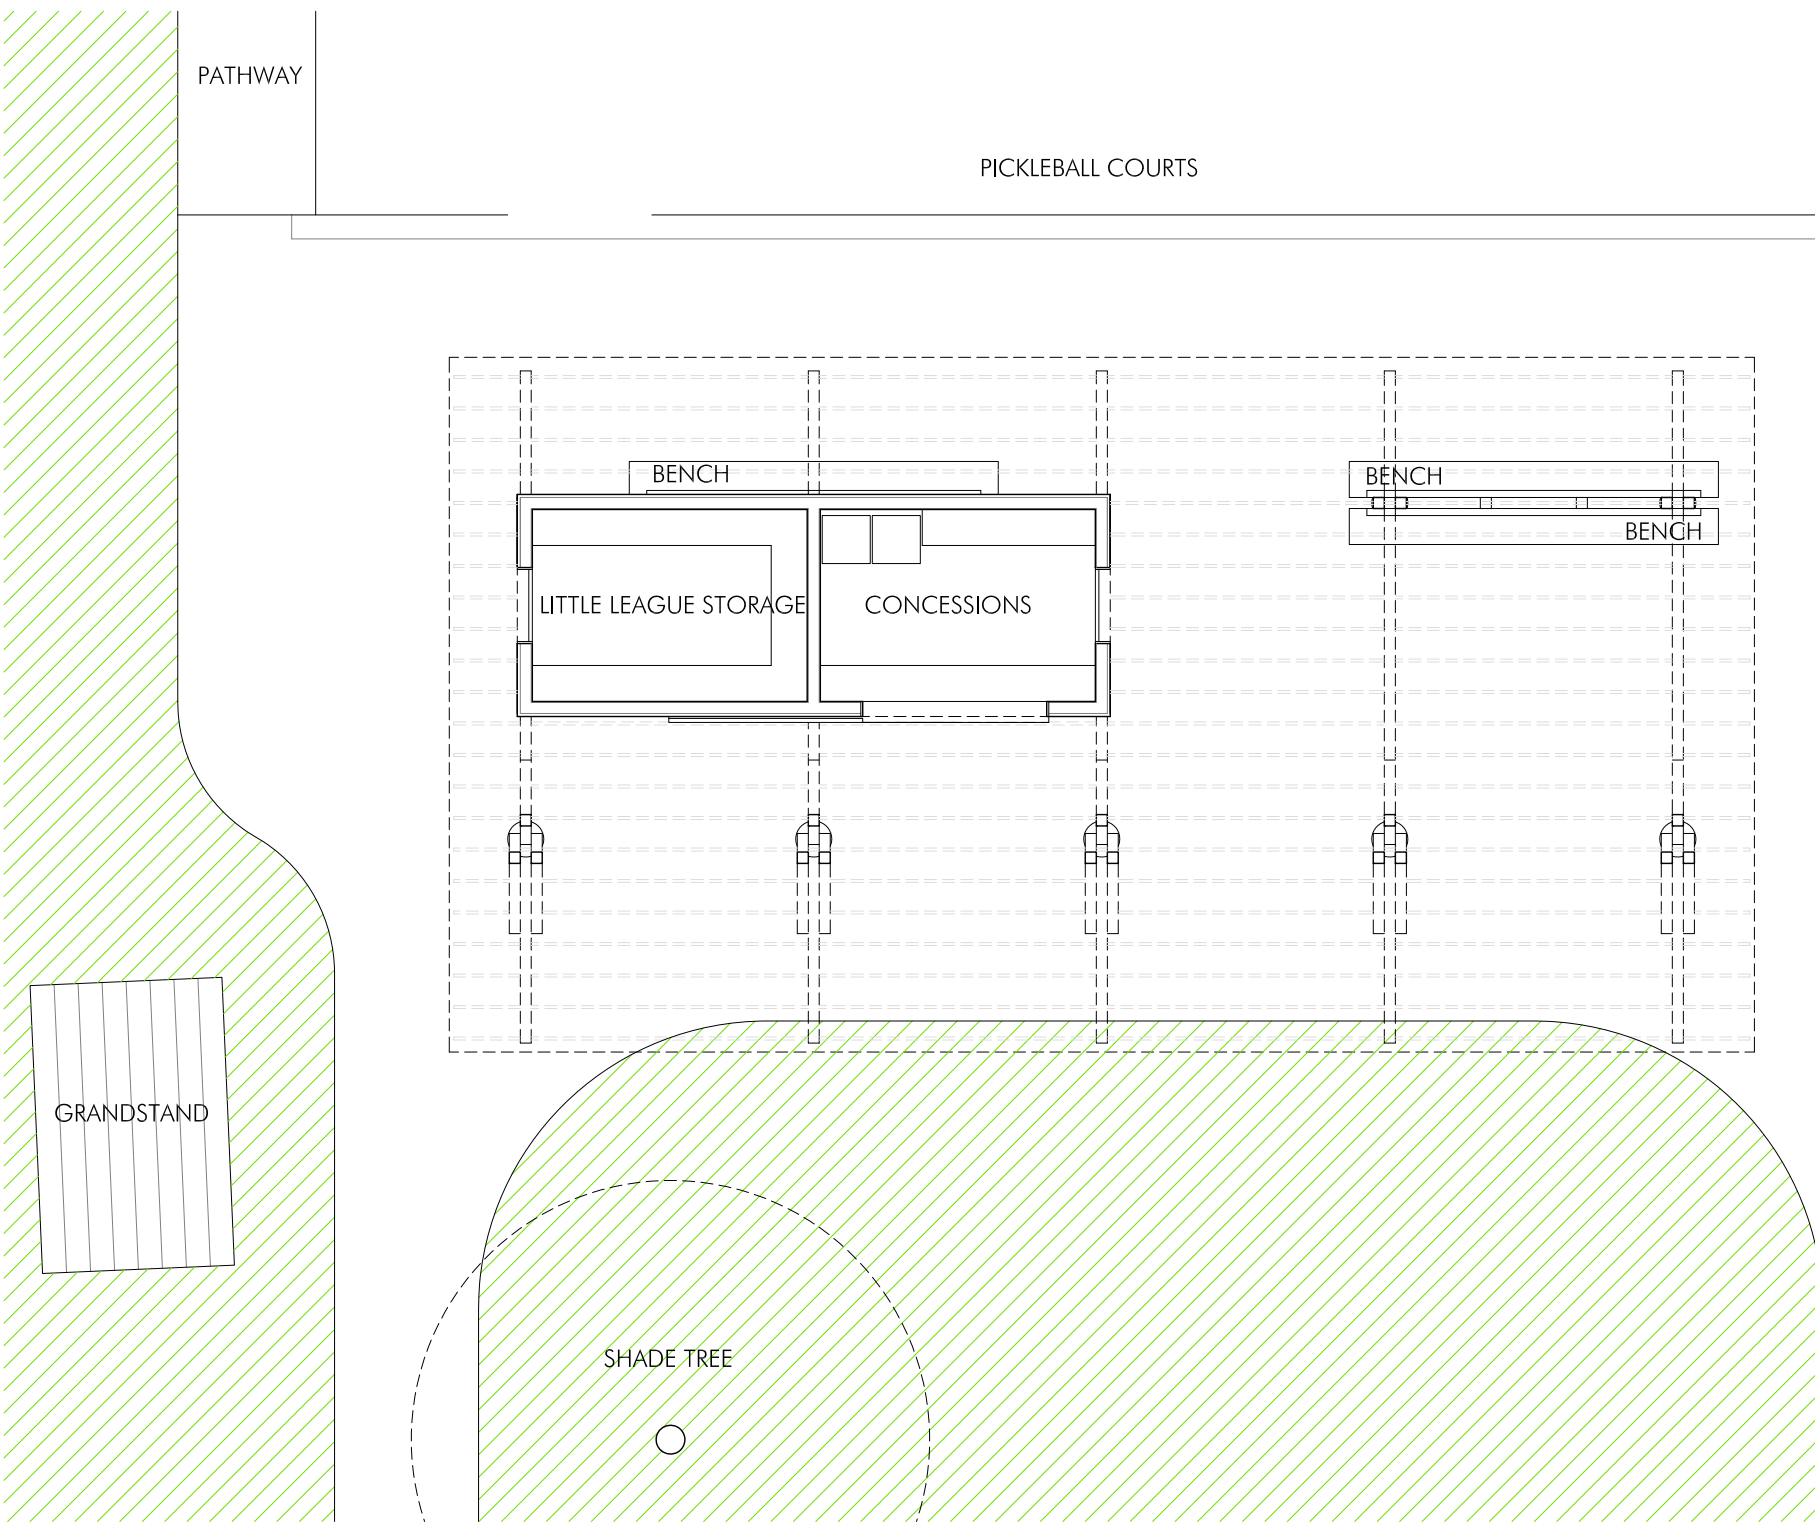 PATHWAY
PICKLEBALL COURTS
BENCH
BENCH
BENCH
LITTLE LEAGUE STORAGE
CONCESSIONS
GRANDSTAND
SHADE TREE